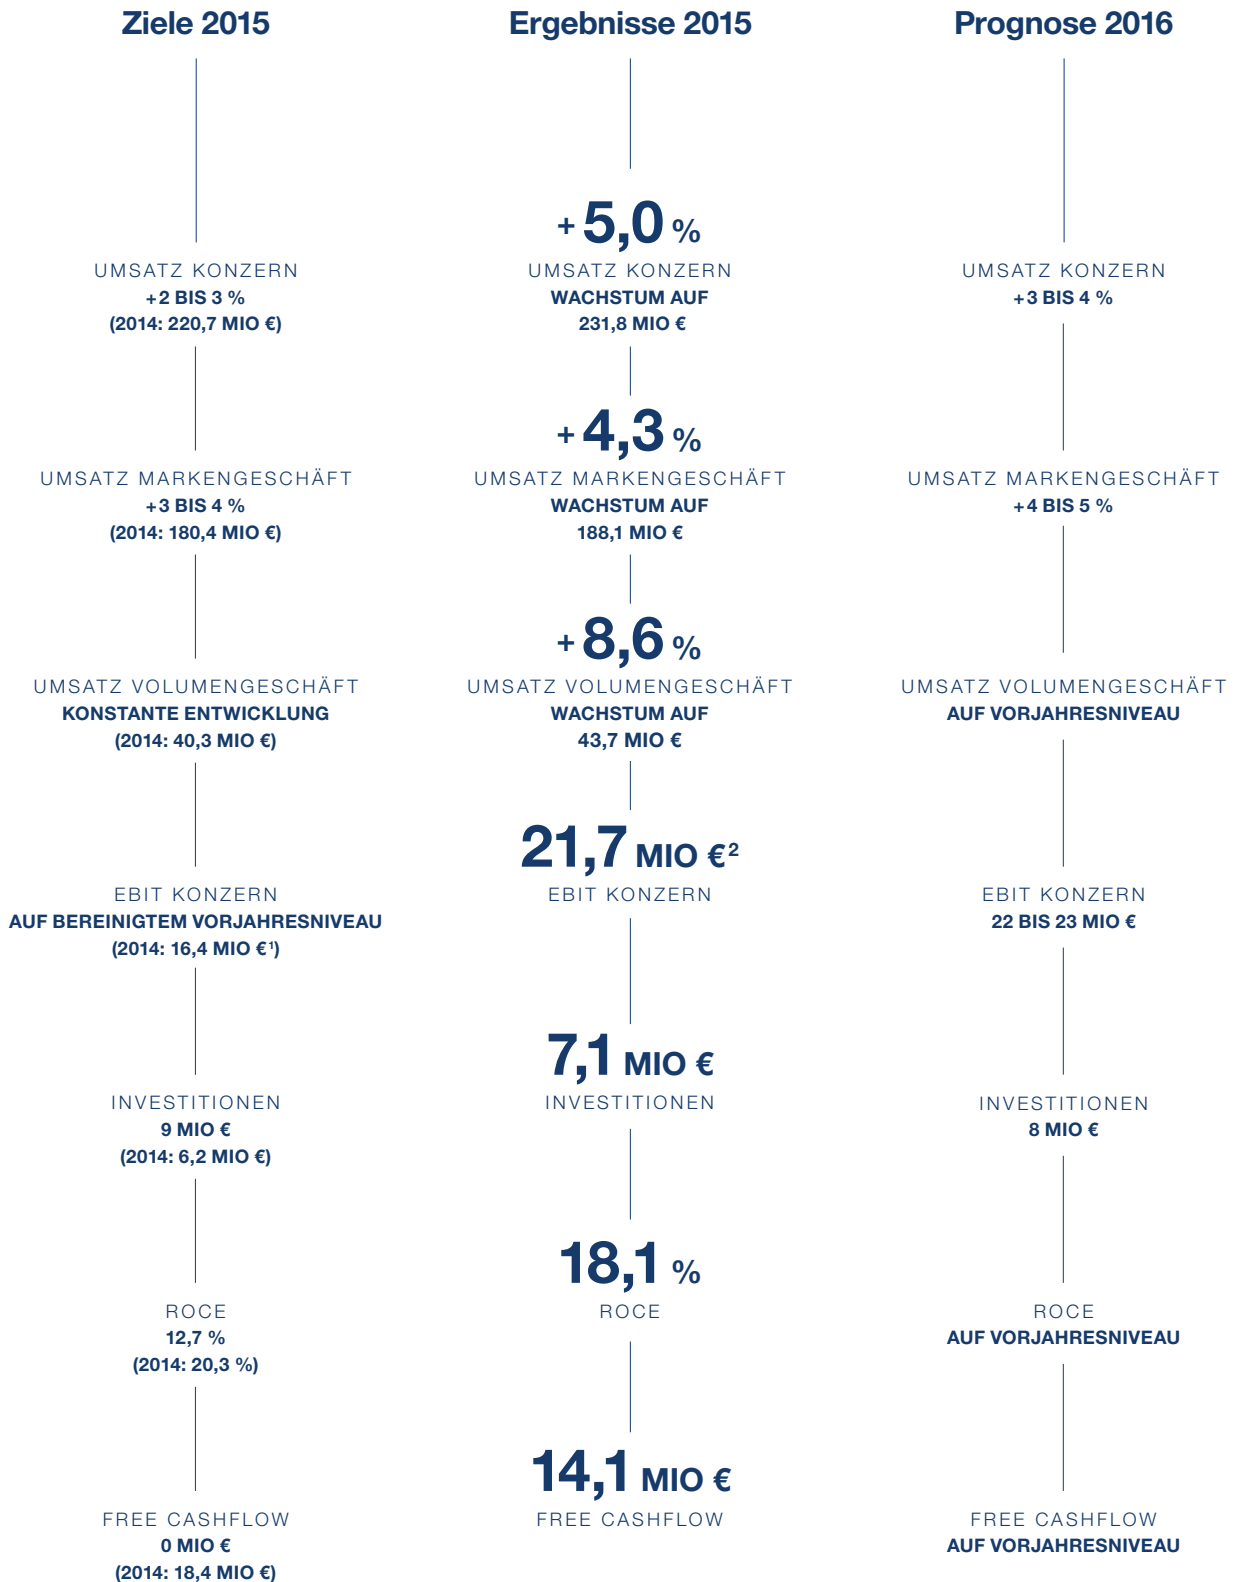 Ziele 2015
UMSATZ KONZERN
+2 BIS 3 %
(2014: 220,7 MIO €)
UMSATZ MARKENGESCHÄFT
+3 BIS 4 %
(2014: 180,4 MIO €)
UMSATZ VOLUMENGESCHÄFT
KONSTANTE ENTWICKLUNG
(2014: 40,3 MIO €)
EBIT KONZERN
AUF BEREINIGTEM VORJAHRESNIVEAU
(2014: 16,4 MIO €¹)
INVESTITIONEN
9 MIO €
(2014: 6,2 MIO €)
ROCE
12,7 %
(2014: 20,3 %)
FREE CASHFLOW
0 MIO €
(2014: 18,4 MIO €)
Ergebnisse 2015
+ 5,0 %
UMSATZ KONZERN
WACHSTUM AUF
231,8 MIO €
+ 4,3 %
UMSATZ MARKENGESCHÄFT
WACHSTUM AUF
188,1 MIO €
+ 8,6 %
UMSATZ VOLUMENGESCHÄFT
WACHSTUM AUF
43,7 MIO €
21,7 MIO €²
EBIT KONZERN
7,1 MIO €
INVESTITIONEN
18,1 %
ROCE
14,1 MIO €
FREE CASHFLOW
Prognose 2016
UMSATZ KONZERN
+3 BIS 4 %
UMSATZ MARKENGESCHÄFT
+4 BIS 5 %
UMSATZ VOLUMENGESCHÄFT
AUF VORJAHRESNIVEAU
EBIT KONZERN
22 BIS 23 MIO €
INVESTITIONEN
8 MIO €
ROCE
AUF VORJAHRESNIVEAU
FREE CASHFLOW
AUF VORJAHRESNIVEAU